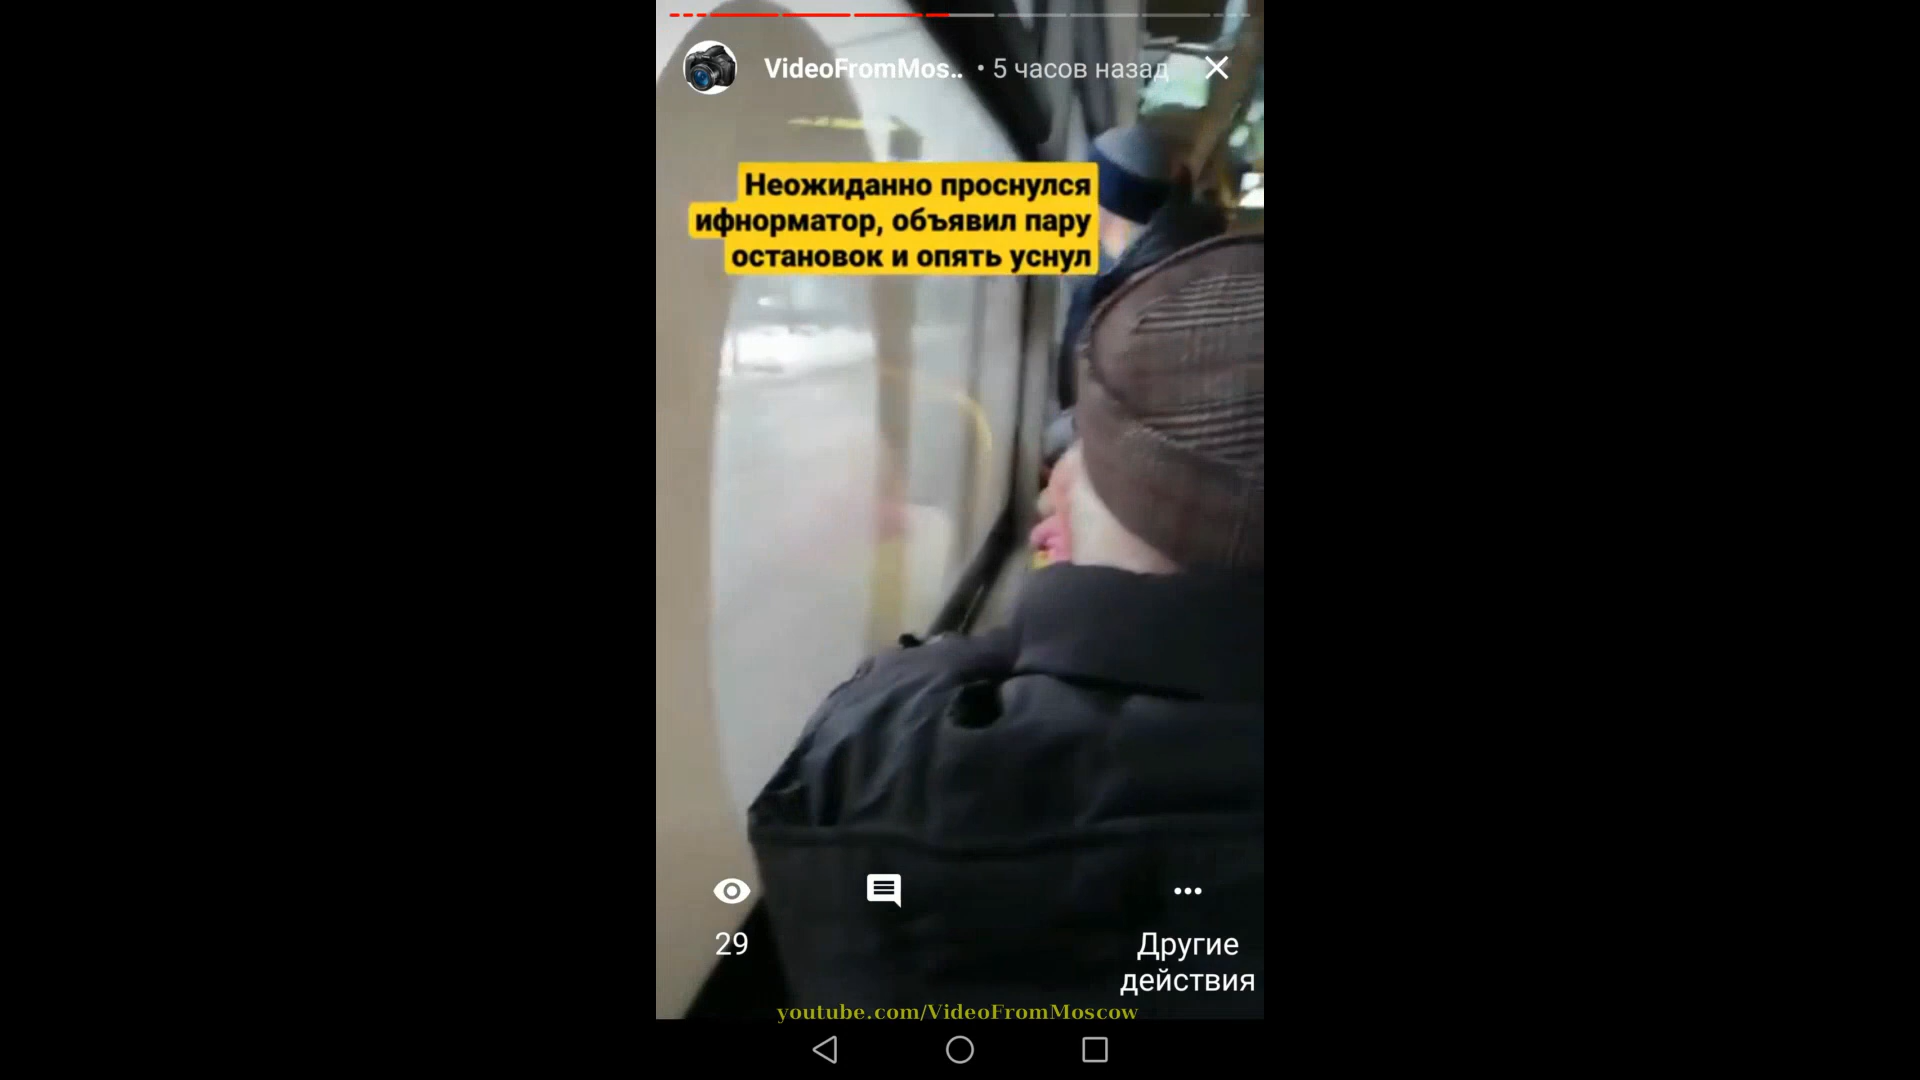 VideoFromMos.. • 5 часов назад
Неожиданно проснулся
ифнорматор, объявил пару
остановок и опять уснул
29
Другие
действия
youtube.com/VideoFromMoscow